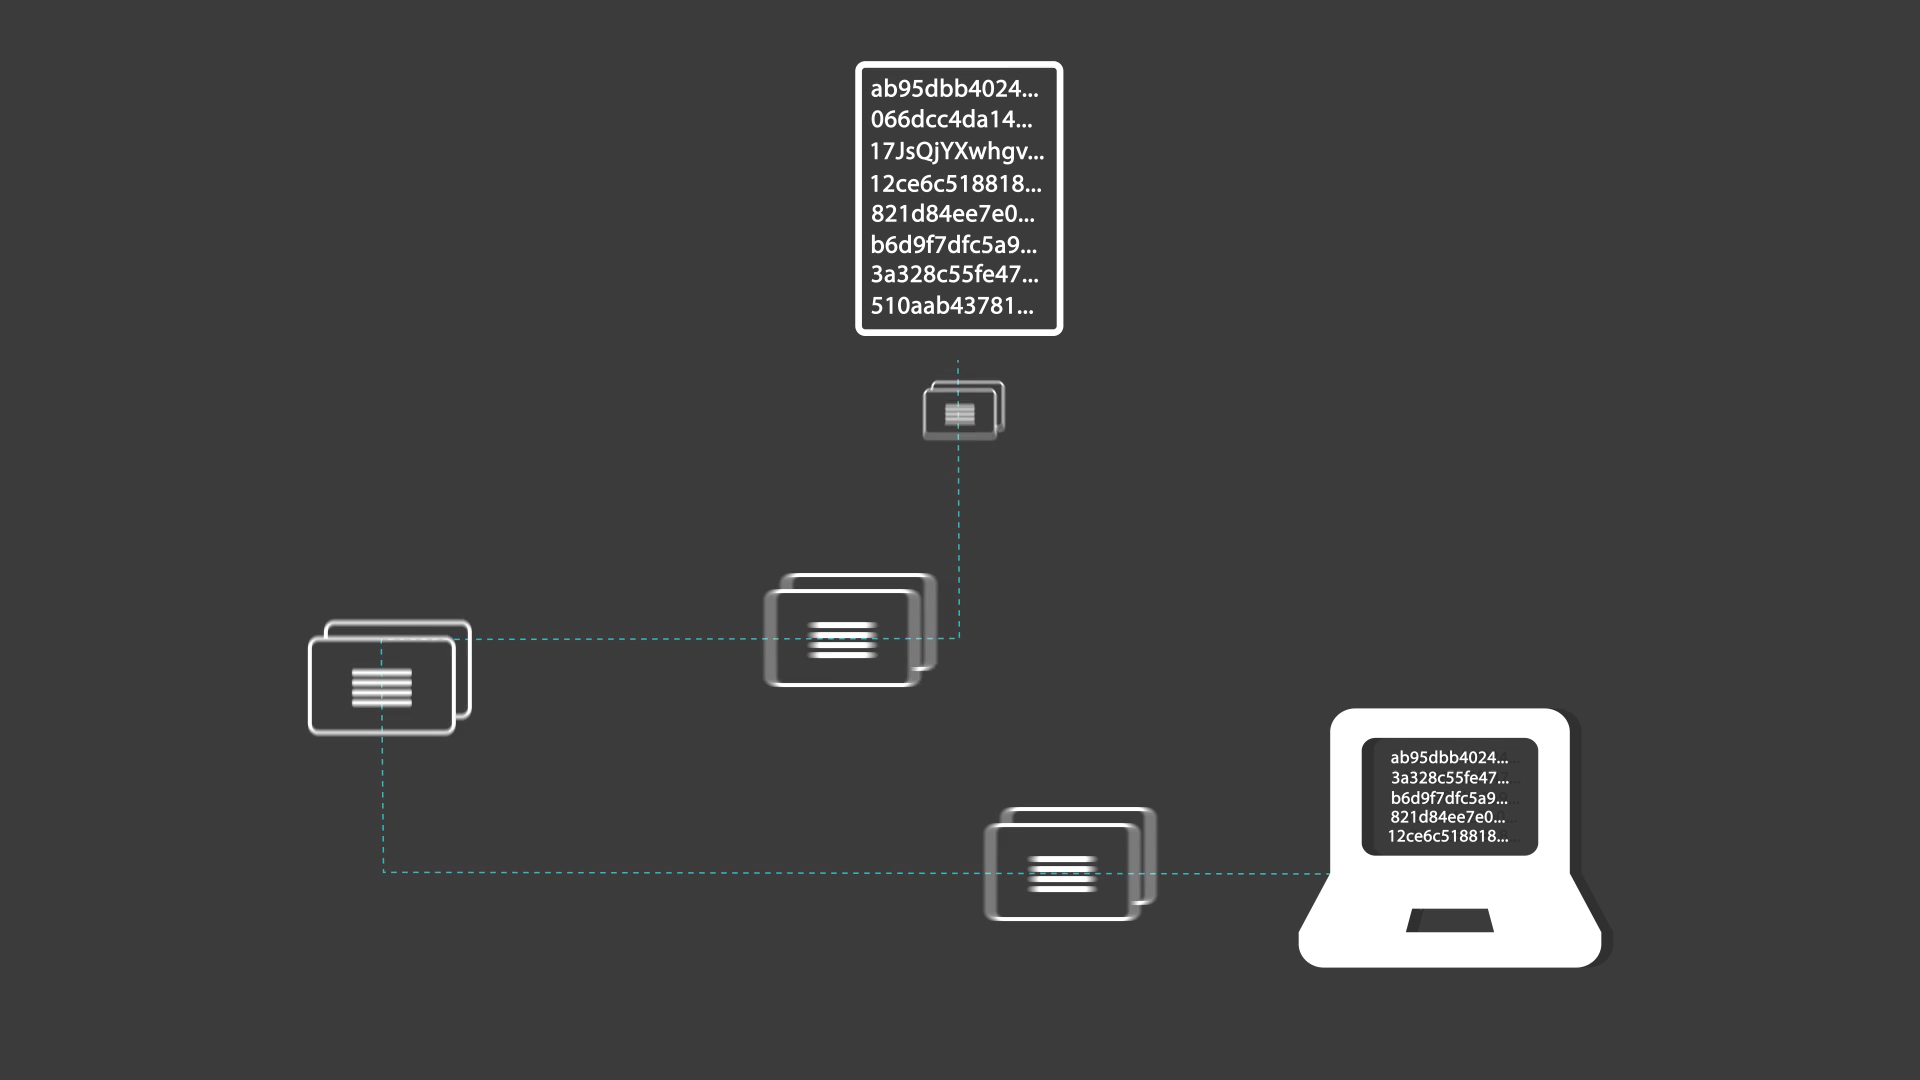 ab95dbb4024...
066dcc4da14...
17JsQjYXwhgv...
12ce6c518818...
821d84ee7e0...
b6d9f7dfc5a9...
3a328c55fe47...
510aab43781...
ab95dbb4024...
3a328c55fe47...
b6d9f7dfc5a9...
821d84ee7e0...
12ce6c518818...